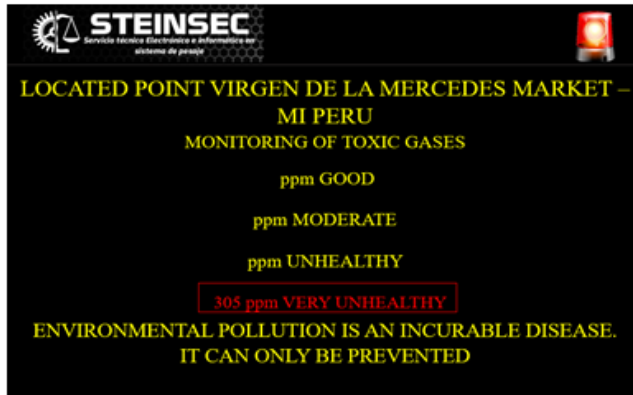 STEINSEC
Servicio técnico Electrónico e informática en
sistema de pesaje
LOCATED POINT VIRGEN DE LA MERCEDES MARKET –
MI PERU
MONITORING OF TOXIC GASES
ppm GOOD
ppm MODERATE
ppm UNHEALTHY
305 ppm VERY UNHEALTHY
ENVIRONMENTAL POLLUTION IS AN INCURABLE DISEASE.
IT CAN ONLY BE PREVENTED